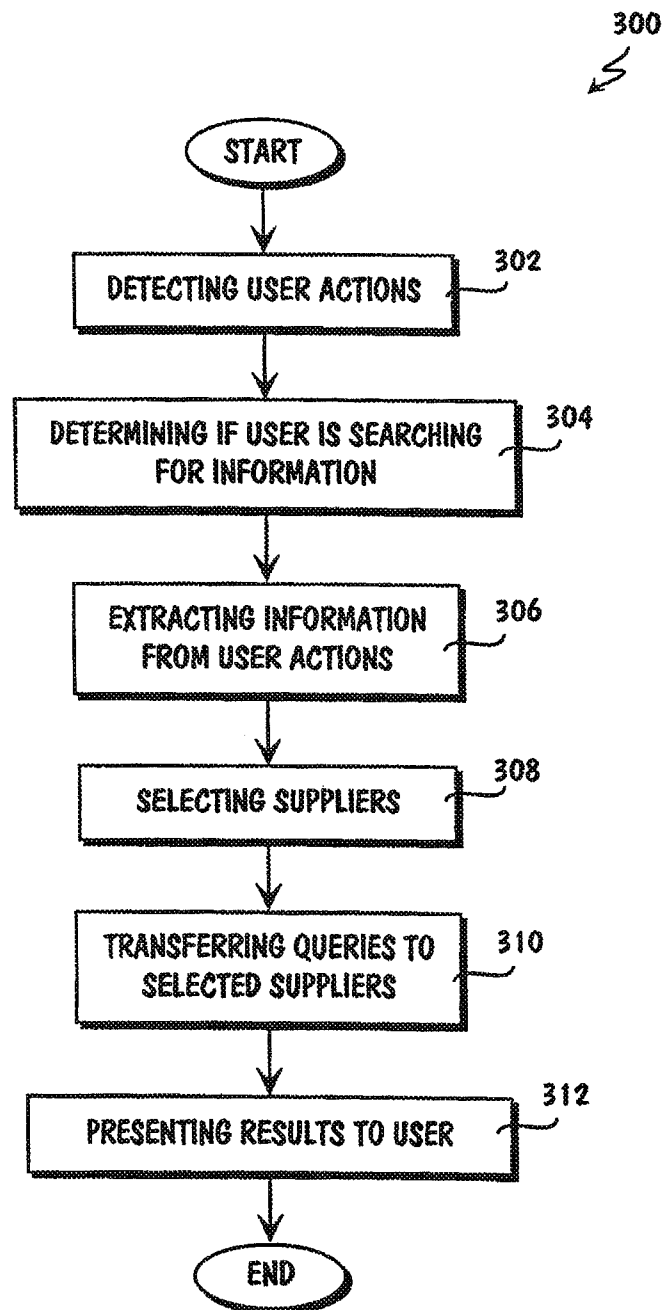 300
START
DETECTING USER ACTIONS
302
DETERMINING IF USER IS SEARCHING
FOR INFORMATION
304
EXTRACTING INFORMATION
FROM USER ACTIONS
306
SELECTING SUPPLIERS
308
TRANSFERRING QUERIES TO
SELECTED SUPPLIERS
310
PRESENTING RESULTS TO USER
312
END